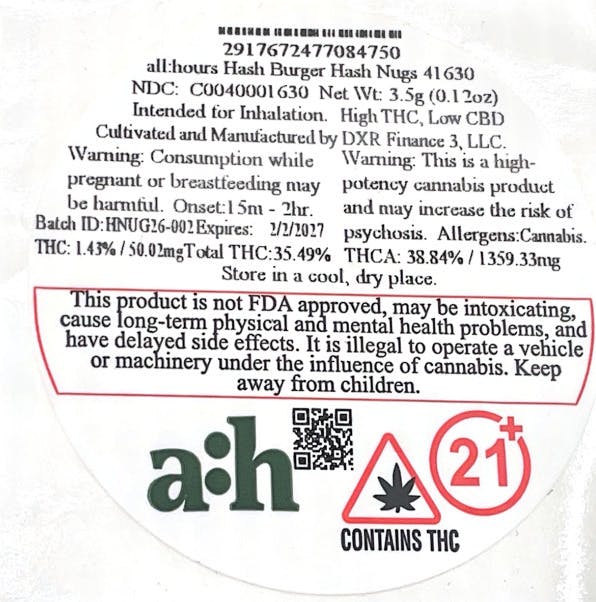 2917672477084750
all:hours Hash Burger Hash Nugs 41630
NDC: C0040001630 Net Wt: 3.5g (0.12oz)
Intended for Inhalation. High THC, Low CBD
Cultivated and Manufactured by DXR Finance 3, LLC.
Warning: Consumption while
pregnant or breastfeeding may
be harmful. Onset:15m - 2hr.
Warning: This is a high-
potency cannabis product
and may increase the risk of
psychosis. Allergens:Cannabis.
Batch ID:HNUG26-002 Expires: 2/2/2027
THC: 1.43% / 50.02mg Total THC:35.49% THCA: 38.84% / 1359.33mg
Store in a cool, dry place.
This product is not FDA approved, may be intoxicating,
cause long-term physical and mental health problems, and
have delayed side effects. It is illegal to operate a vehicle
or machinery under the influence of cannabis. Keep
away from children.
a:h
21+
CONTAINS THC